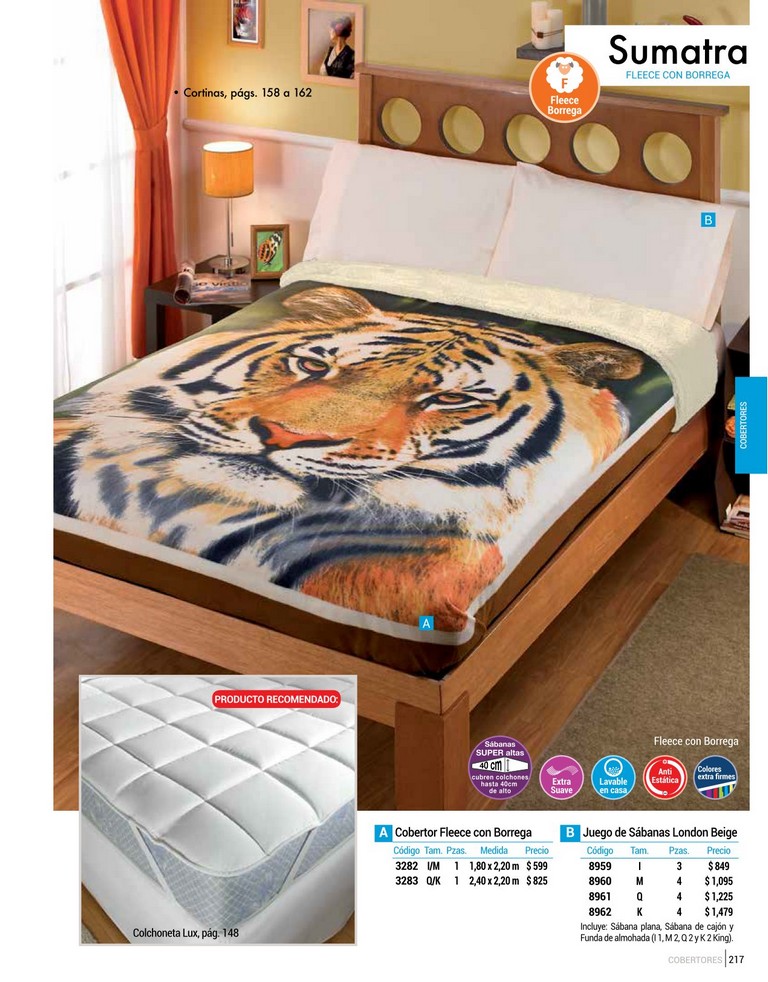 Sumatra
FLEECE CON BORREGA
F
Fleece
Borrega
• Cortinas, págs. 158 a 162
B
COBERTORES
A
PRODUCTO RECOMENDADO:
Colchoneta Lux, pág. 148
Fleece con Borrega
Sábanas
SUPER altas
40 cm
cubren colchones
hasta 40cm
de alto
Extra
Suave
Lavable
en casa
Anti
Estática
Colores
extra firmes
A Cobertor Fleece con Borrega
Código Tam. Pzas. Medida Precio
3282 I/M 1 1,80 x 2,20 m $ 599
3283 Q/K 1 2,40 x 2,20 m $ 825
B Juego de Sábanas London Beige
Código Tam. Pzas. Precio
8959 I 3 $ 849
8960 M 4 $ 1,095
8961 Q 4 $ 1,225
8962 K 4 $ 1,479
Incluye: Sábana plana, Sábana de cajón y
Funda de almohada (I 1, M 2, Q 2 y K 2 King).
COBERTORES 217